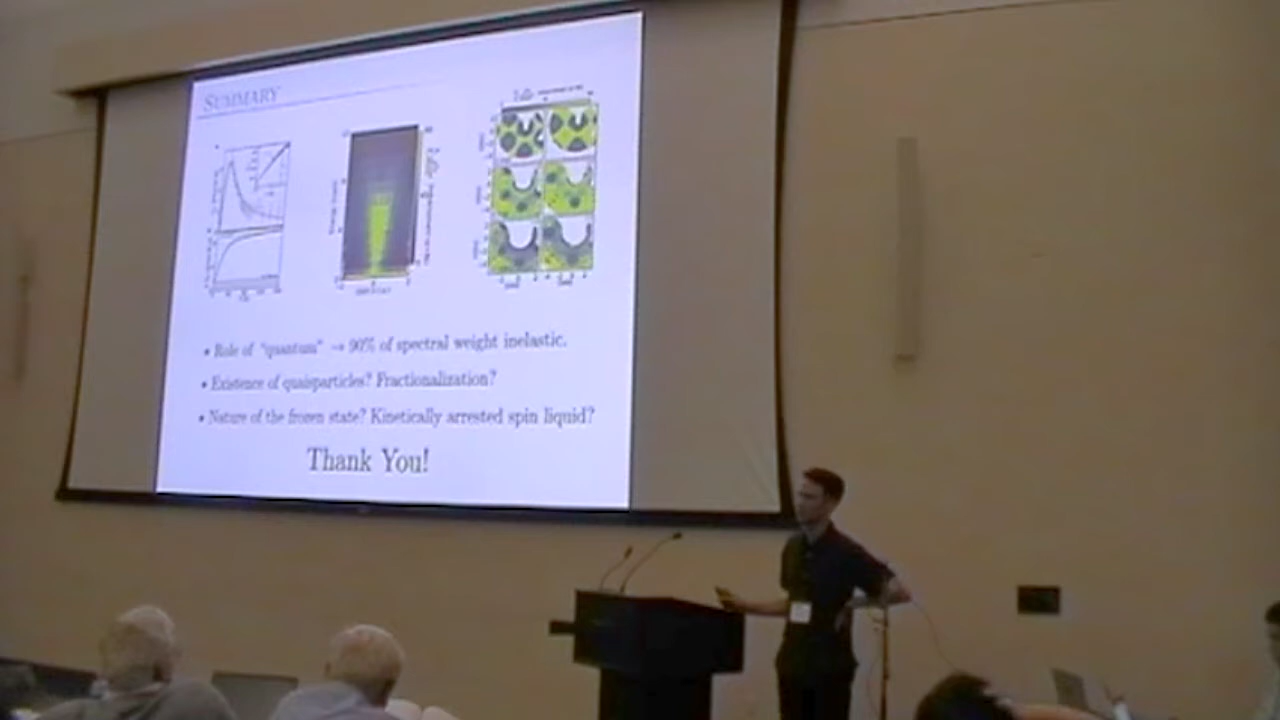 SUMMARY
• Role of "quantum" → 90% of spectral weight inelastic.
• Existence of quaisparticles? Fractionalization?
• Nature of the frozen state? Kinetically arrested spin liquid?
Thank You!